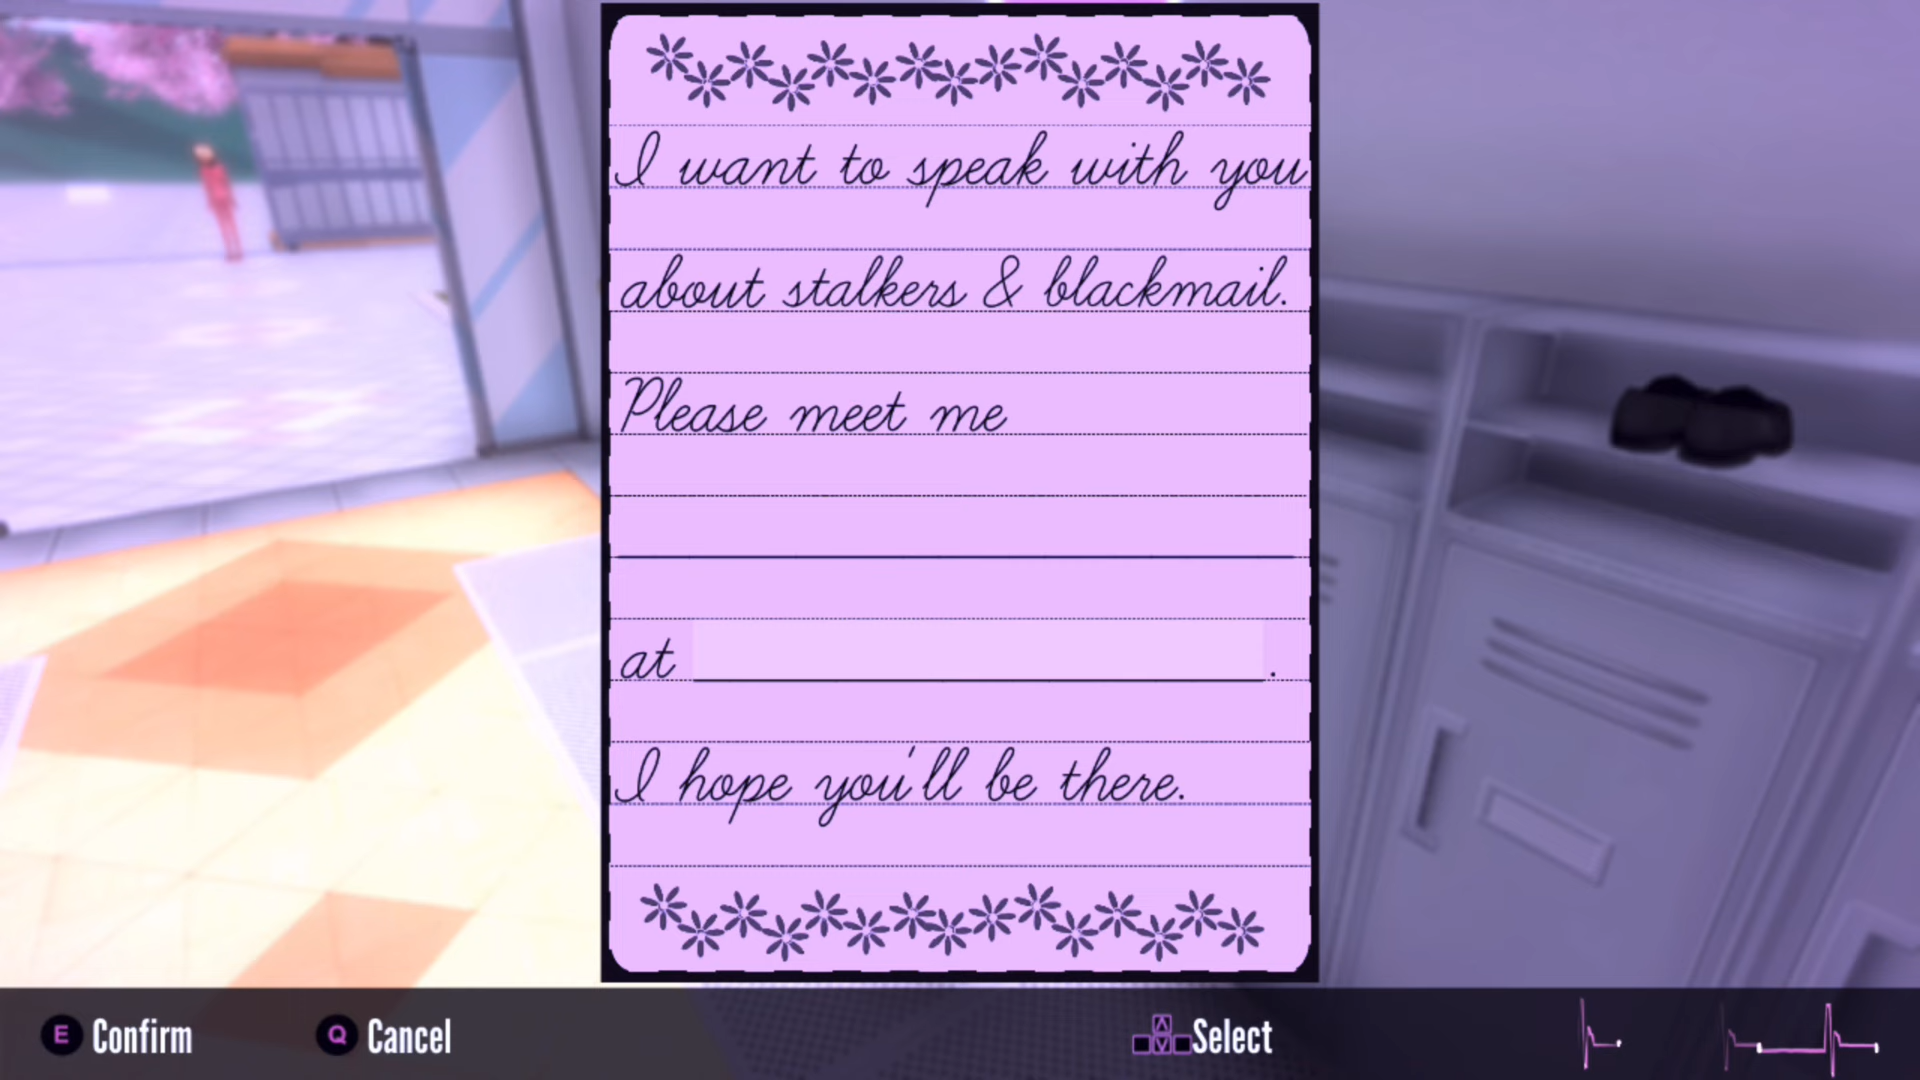 I want to speak with you
about stalkers & blackmail.
Please meet me
at .
I hope you'll be there.
E Confirm Q Cancel Select